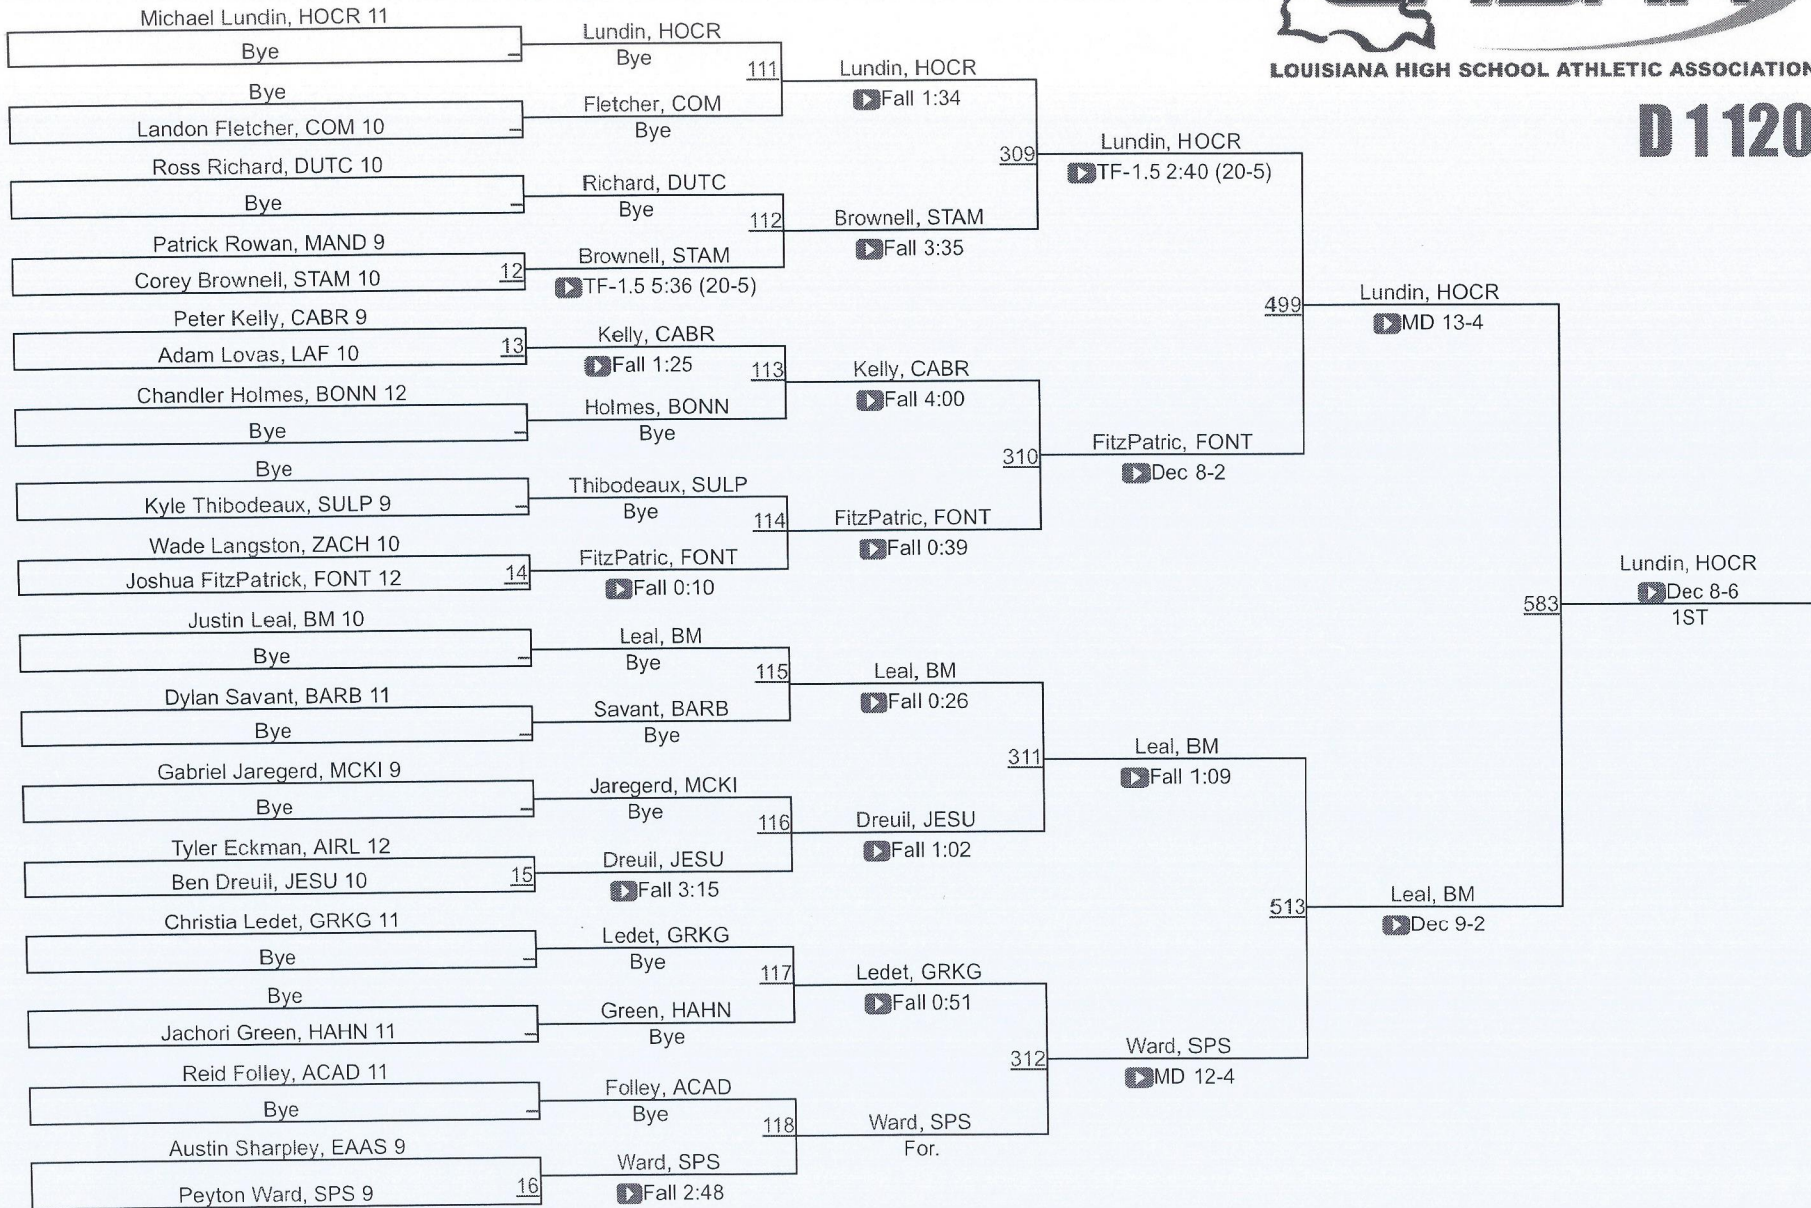 LOUISIANA HIGH SCHOOL ATHLETIC ASSOCIATION
D 1 120
Michael Lundin, HOCR 11
Bye
Bye
Landon Fletcher, COM 10
Ross Richard, DUTC 10
Bye
Patrick Rowan, MAND 9
Corey Brownell, STAM 10
12
Peter Kelly, CABR 9
Adam Lovas, LAF 10
13
Chandler Holmes, BONN 12
Bye
Bye
Kyle Thibodeaux, SULP 9
Wade Langston, ZACH 10
Joshua FitzPatrick, FONT 12
14
Justin Leal, BM 10
Bye
Dylan Savant, BARB 11
Bye
Gabriel Jaregerd, MCKI 9
Bye
Tyler Eckman, AIRL 12
Ben Dreuil, JESU 10
15
Christia Ledet, GRKG 11
Bye
Bye
Jachori Green, HAHN 11
Reid Folley, ACAD 11
Bye
Austin Sharpley, EAAS 9
Peyton Ward, SPS 9
16
Lundin, HOCR
Bye
111
Fletcher, COM
Bye
Richard, DUTC
Bye
112
Brownell, STAM
TF-1.5 5:36 (20-5)
Kelly, CABR
Fall 1:25
113
Holmes, BONN
Bye
Thibodeaux, SULP
Bye
114
FitzPatric, FONT
Fall 0:10
Leal, BM
Bye
115
Savant, BARB
Bye
Jaregerd, MCKI
Bye
116
Dreuil, JESU
Fall 3:15
Ledet, GRKG
Bye
117
Green, HAHN
Bye
Folley, ACAD
Bye
118
Ward, SPS
Fall 2:48
Lundin, HOCR
Fall 1:34
309
Brownell, STAM
Fall 3:35
Kelly, CABR
Fall 4:00
310
FitzPatric, FONT
Fall 0:39
Leal, BM
Fall 0:26
311
Dreuil, JESU
Fall 1:02
Ledet, GRKG
Fall 0:51
312
Ward, SPS
For.
Lundin, HOCR
TF-1.5 2:40 (20-5)
499
FitzPatric, FONT
Dec 8-2
Leal, BM
Fall 1:09
513
Ward, SPS
MD 12-4
Lundin, HOCR
MD 13-4
583
Leal, BM
Dec 9-2
Lundin, HOCR
Dec 8-6
1ST